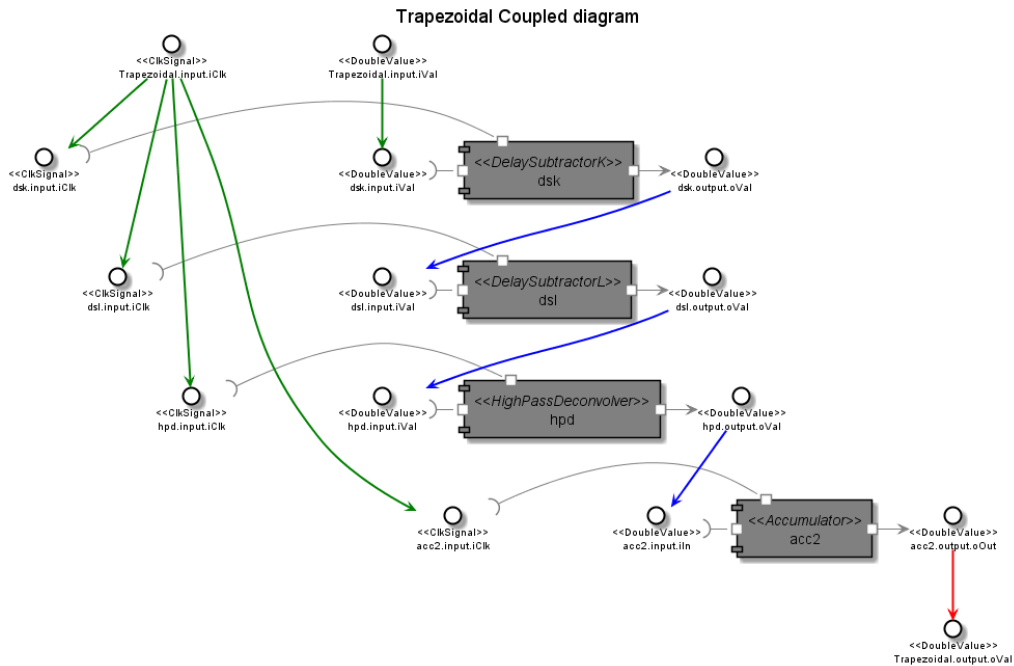 Trapezoidal Coupled diagram
<<ClkSignal>>
Trapezoidal.input.iClk
<<DoubleValue>>
Trapezoidal.input.iVal
<<ClkSignal>>
dsk.input.iClk
<<DoubleValue>>
dsk.input.iVal
<<DelaySubtractorK>>
dsk
<<DoubleValue>>
dsk.output.oVal
<<ClkSignal>>
dsl.input.iClk
<<DoubleValue>>
dsl.input.iVal
<<DelaySubtractorL>>
dsl
<<DoubleValue>>
dsl.output.oVal
<<ClkSignal>>
hpd.input.iClk
<<DoubleValue>>
hpd.input.iVal
<<HighPassDeconvolver>>
hpd
<<DoubleValue>>
hpd.output.oVal
<<ClkSignal>>
acc2.input.iClk
<<DoubleValue>>
acc2.input.iIn
<<Accumulator>>
acc2
<<DoubleValue>>
acc2.output.oOut
<<DoubleValue>>
Trapezoidal.output.oVal